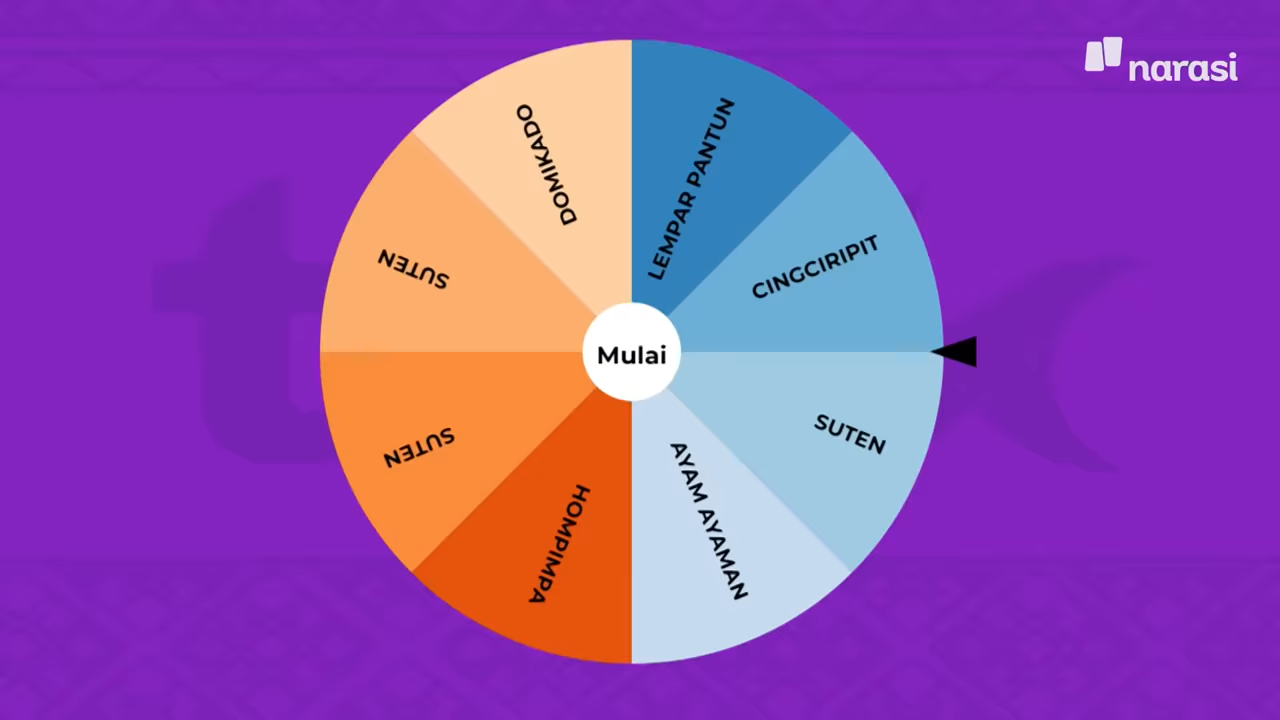 narasi
LEMPAR PANTUN
CINGCIRIPIT
SUTEN
AYAM AYAMAN
HOMPIMPA
SUTEN
SUTEN
DOMIKADO
Mulai